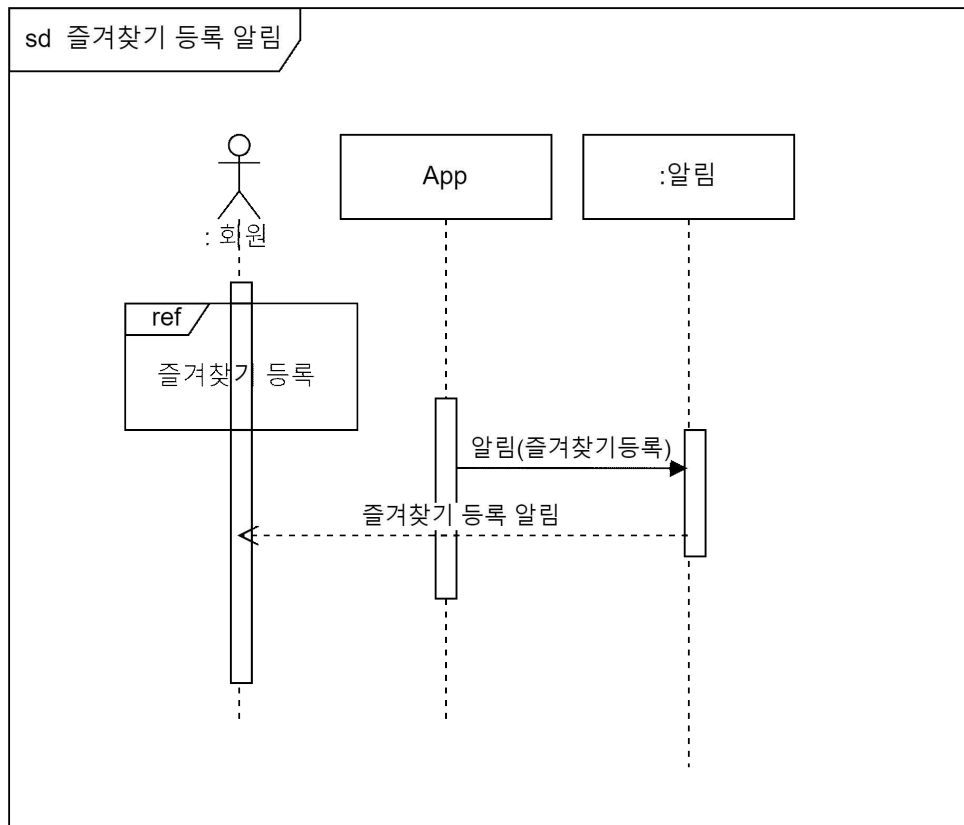 sd 즐겨찾기 등록 알림
: 회원
App
:알림
ref
즐겨찾기 등록
알림(즐겨찾기등록)
즐겨찾기 등록 알림